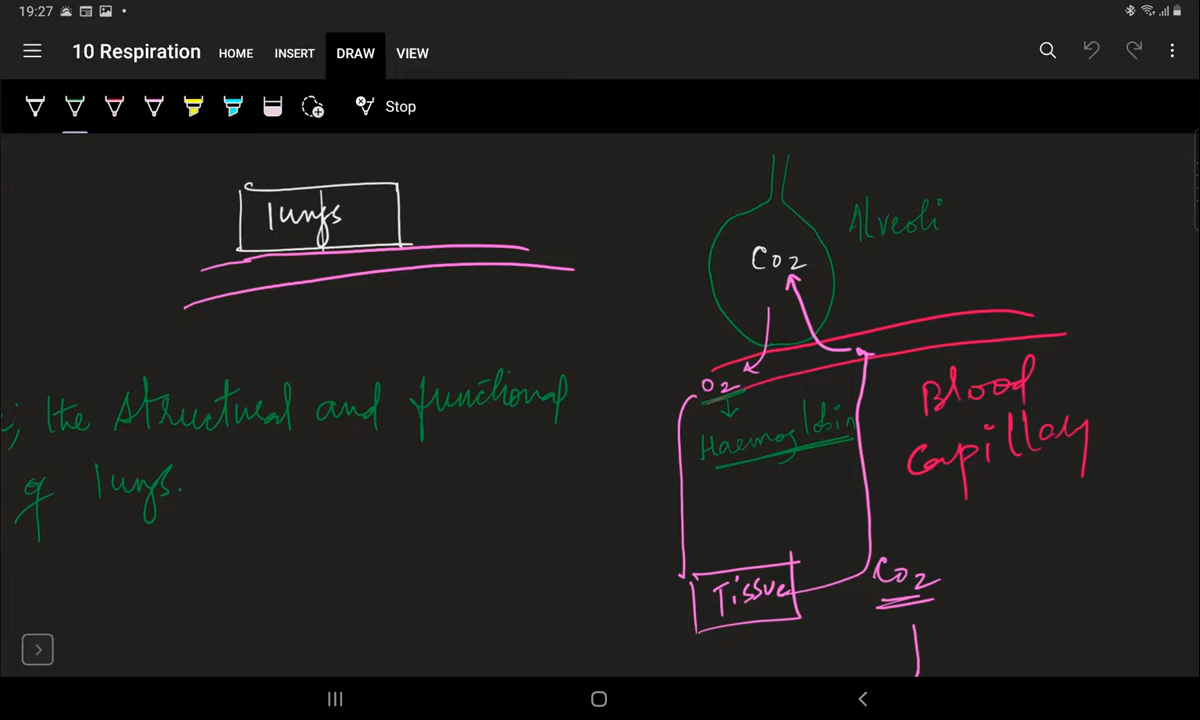 19:27
10 Respiration HOME INSERT DRAW VIEW
Stop
lungs
Alveoli
CO2
O2
Haemoglobin
Blood
Capillary
; the structural and functional
of lungs.
Tissue
CO2